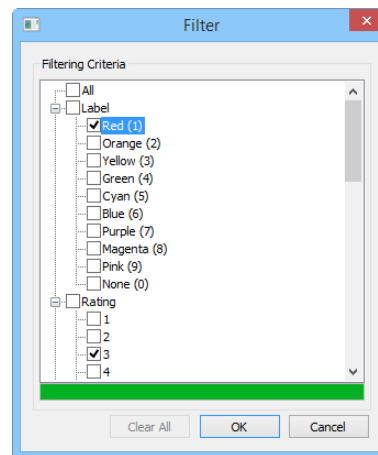 Filter
Filtering Criteria
All
Label
Red (1)
Orange (2)
Yellow (3)
Green (4)
Cyan (5)
Blue (6)
Purple (7)
Magenta (8)
Pink (9)
None (0)
Rating
1
2
3
4
Clear All OK Cancel